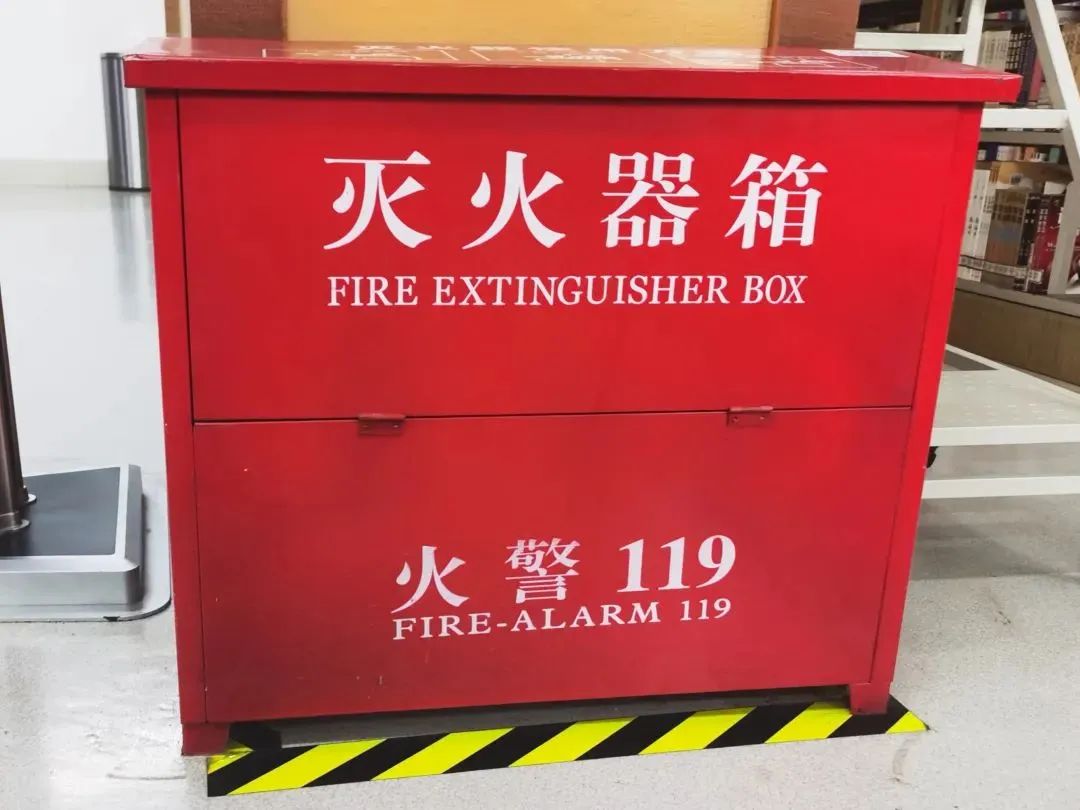 灭火器箱
FIRE EXTINGUISHER BOX
火警 119
FIRE-ALARM 119